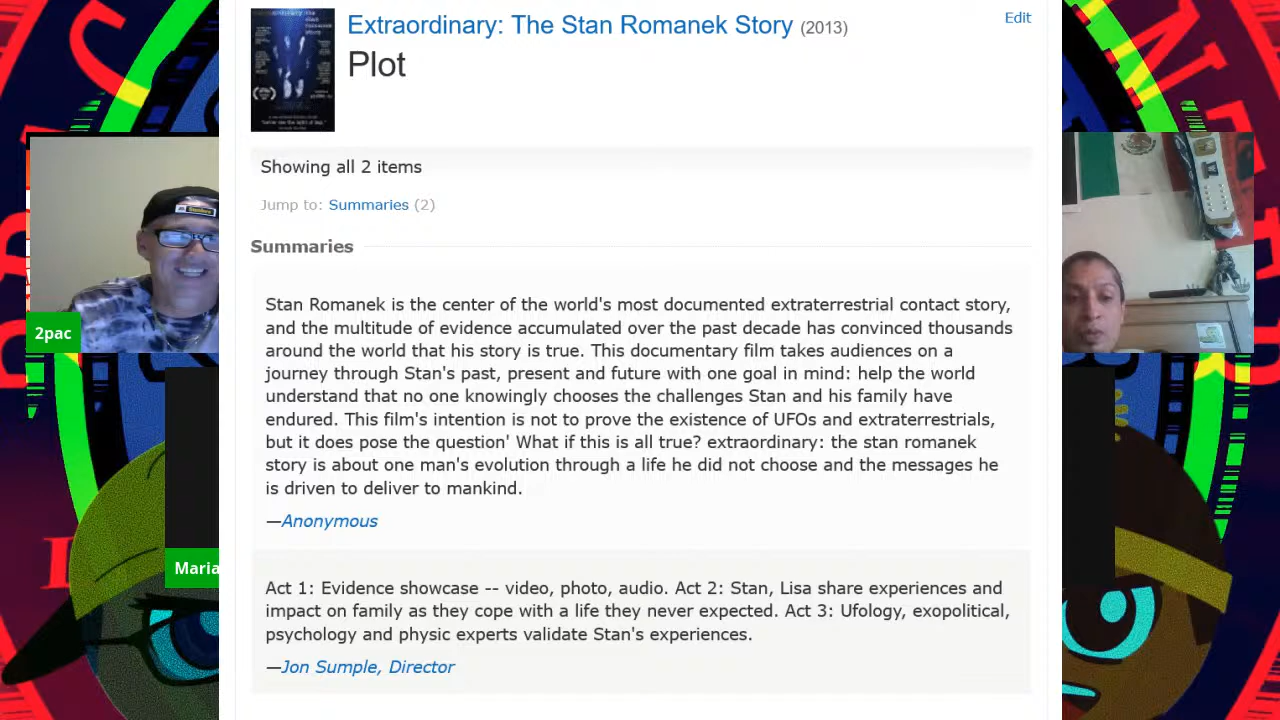 Extraordinary: The Stan Romanek Story (2013)
Edit
Plot
Showing all 2 items
Jump to: Summaries (2)
Summaries
Stan Romanek is the center of the world's most documented extraterrestrial contact story,
and the multitude of evidence accumulated over the past decade has convinced thousands
around the world that his story is true. This documentary film takes audiences on a
journey through Stan's past, present and future with one goal in mind: help the world
understand that no one knowingly chooses the challenges Stan and his family have
endured. This film's intention is not to prove the existence of UFOs and extraterrestrials,
but it does pose the question' What if this is all true? extraordinary: the stan romanek
story is about one man's evolution through a life he did not choose and the messages he
is driven to deliver to mankind.
—Anonymous
Act 1: Evidence showcase -- video, photo, audio. Act 2: Stan, Lisa share experiences and
impact on family as they cope with a life they never expected. Act 3: Ufology, exopolitical,
psychology and physic experts validate Stan's experiences.
—Jon Sumple, Director
2pac
Maria